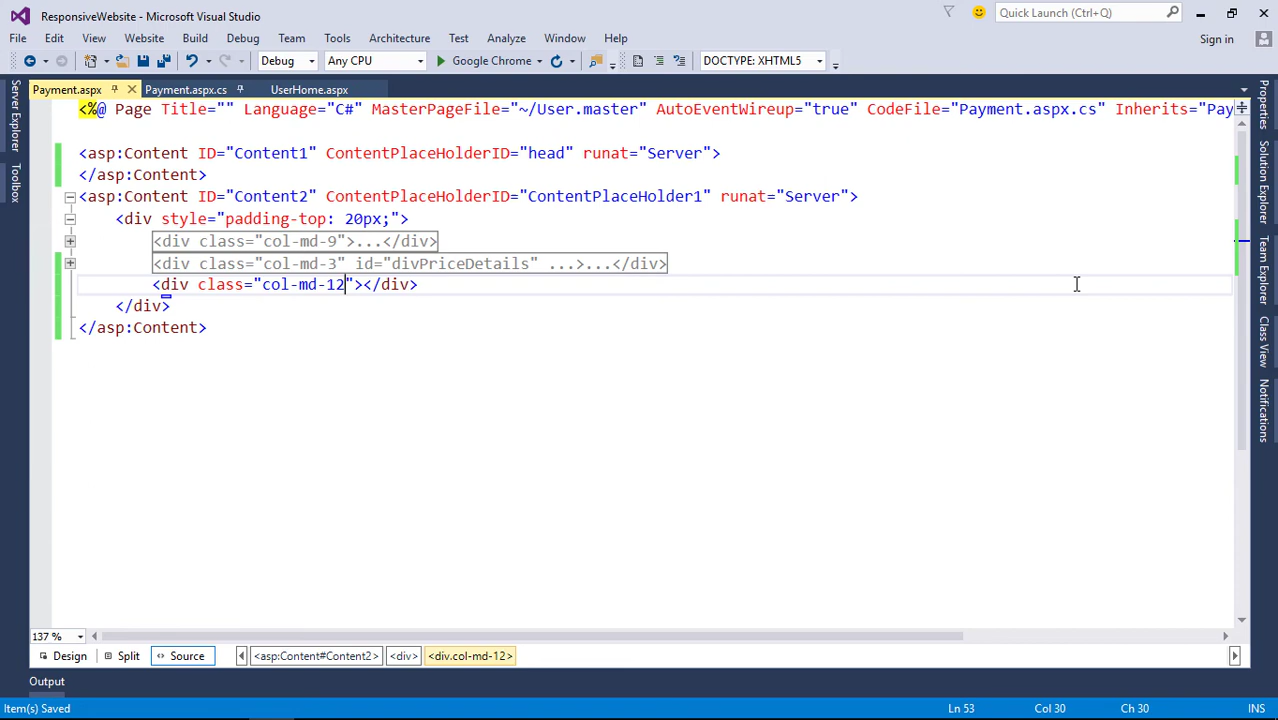 ResponsiveWebsite - Microsoft Visual Studio
Quick Launch (Ctrl+Q)
File Edit View Website Build Debug Team Tools Architecture Test Analyze Window Help
Sign in
Debug Any CPU Google Chrome DOCTYPE: XHTML5
Payment.aspx Payment.aspx.cs UserHome.aspx
Server Explorer
Toolbox
<%@ Page Title="" Language="C#" MasterPageFile="~/User.master" AutoEventWireup="true" CodeFile="Payment.aspx.cs" Inherits="Pay
<asp:Content ID="Content1" ContentPlaceHolderID="head" runat="Server">
</asp:Content>
<asp:Content ID="Content2" ContentPlaceHolderID="ContentPlaceHolder1" runat="Server">
<div style="padding-top: 20px;">
<div class="col-md-9">...</div>
<div class="col-md-3" id="divPriceDetails" ...>...</div>
<div class="col-md-12"></div>
</div>
</asp:Content>
Properties
Solution Explorer
Team Explorer
Class View
Notifications
137 %
Design Split Source <asp:Content#Content2> <div> <div.col-md-12>
Output
Item(s) Saved Ln 53 Col 30 Ch 30 INS